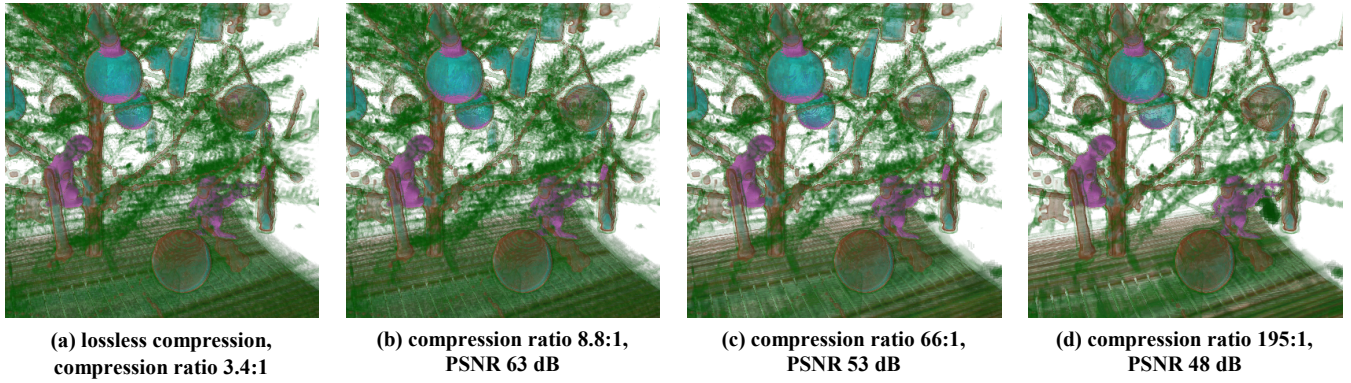 (a) lossless compression,
compression ratio 3.4:1
(b) compression ratio 8.8:1,
PSNR 63 dB
(c) compression ratio 66:1,
PSNR 53 dB
(d) compression ratio 195:1,
PSNR 48 dB